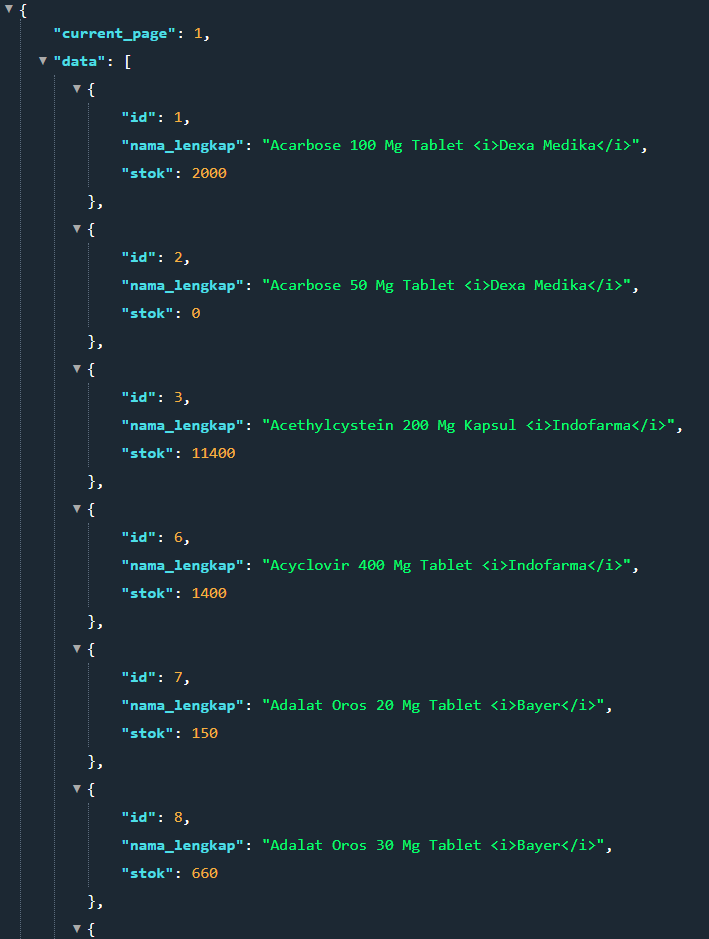 {
"current_page": 1,
"data": [
{
"id": 1,
"nama_lengkap": "Acarbose 100 Mg Tablet <i>Dexa Medika</i>",
"stok": 2000
},
{
"id": 2,
"nama_lengkap": "Acarbose 50 Mg Tablet <i>Dexa Medika</i>",
"stok": 0
},
{
"id": 3,
"nama_lengkap": "Acethylcystein 200 Mg Kapsul <i>Indofarma</i>",
"stok": 11400
},
{
"id": 6,
"nama_lengkap": "Acyclovir 400 Mg Tablet <i>Indofarma</i>",
"stok": 1400
},
{
"id": 7,
"nama_lengkap": "Adalat Oros 20 Mg Tablet <i>Bayer</i>",
"stok": 150
},
{
"id": 8,
"nama_lengkap": "Adalat Oros 30 Mg Tablet <i>Bayer</i>",
"stok": 660
},
{